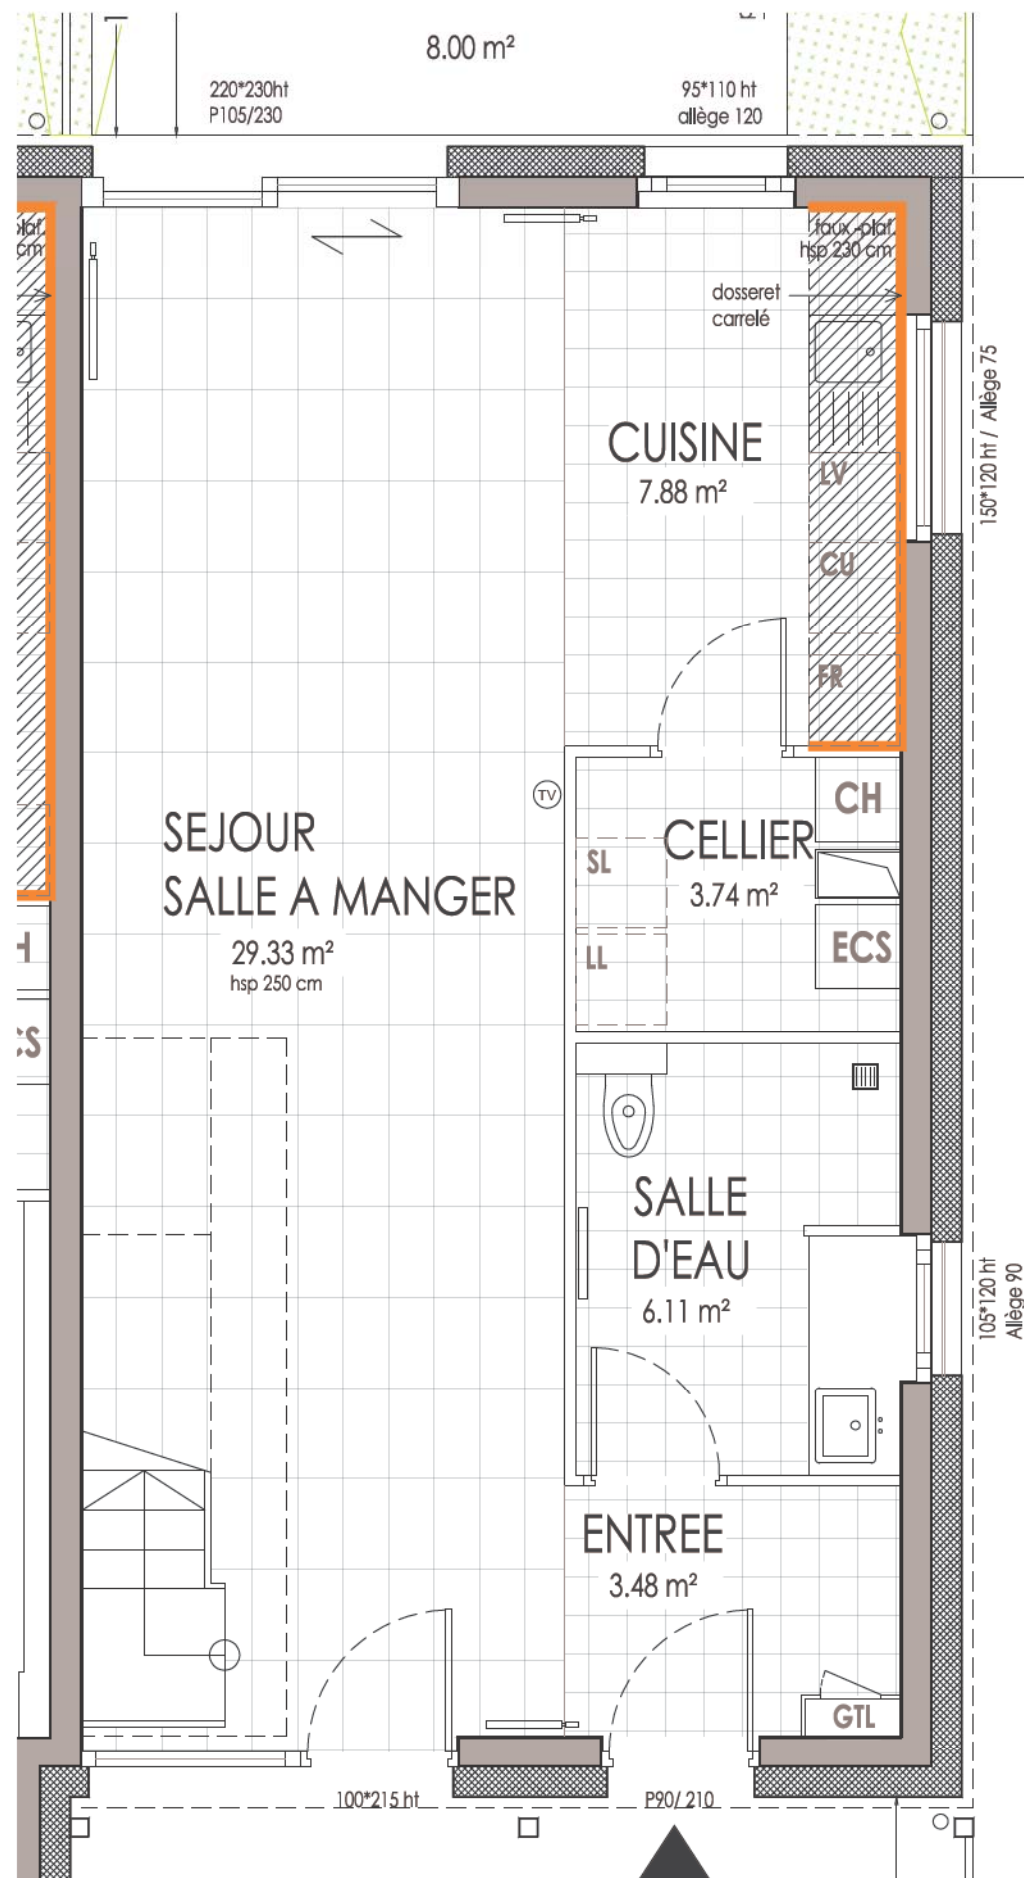 8.00 m²
220*230ht
P105/230
95*110 ht
allège 120
plaf.
cm
faux-plaf.
hsp 230 cm
dosseret
carrelé
150*120 ht / Allège 75
CUISINE
7.88 m²
LV
CU
FR
TV
SEJOUR
SALLE A MANGER
29.33 m²
hsp 250 cm
CH
CELLIER
3.74 m²
SL
LL
ECS
H
CS
SALLE
D'EAU
6.11 m²
105*120 ht
Allège 90
ENTREE
3.48 m²
GTL
100*215 ht
P90/ 210